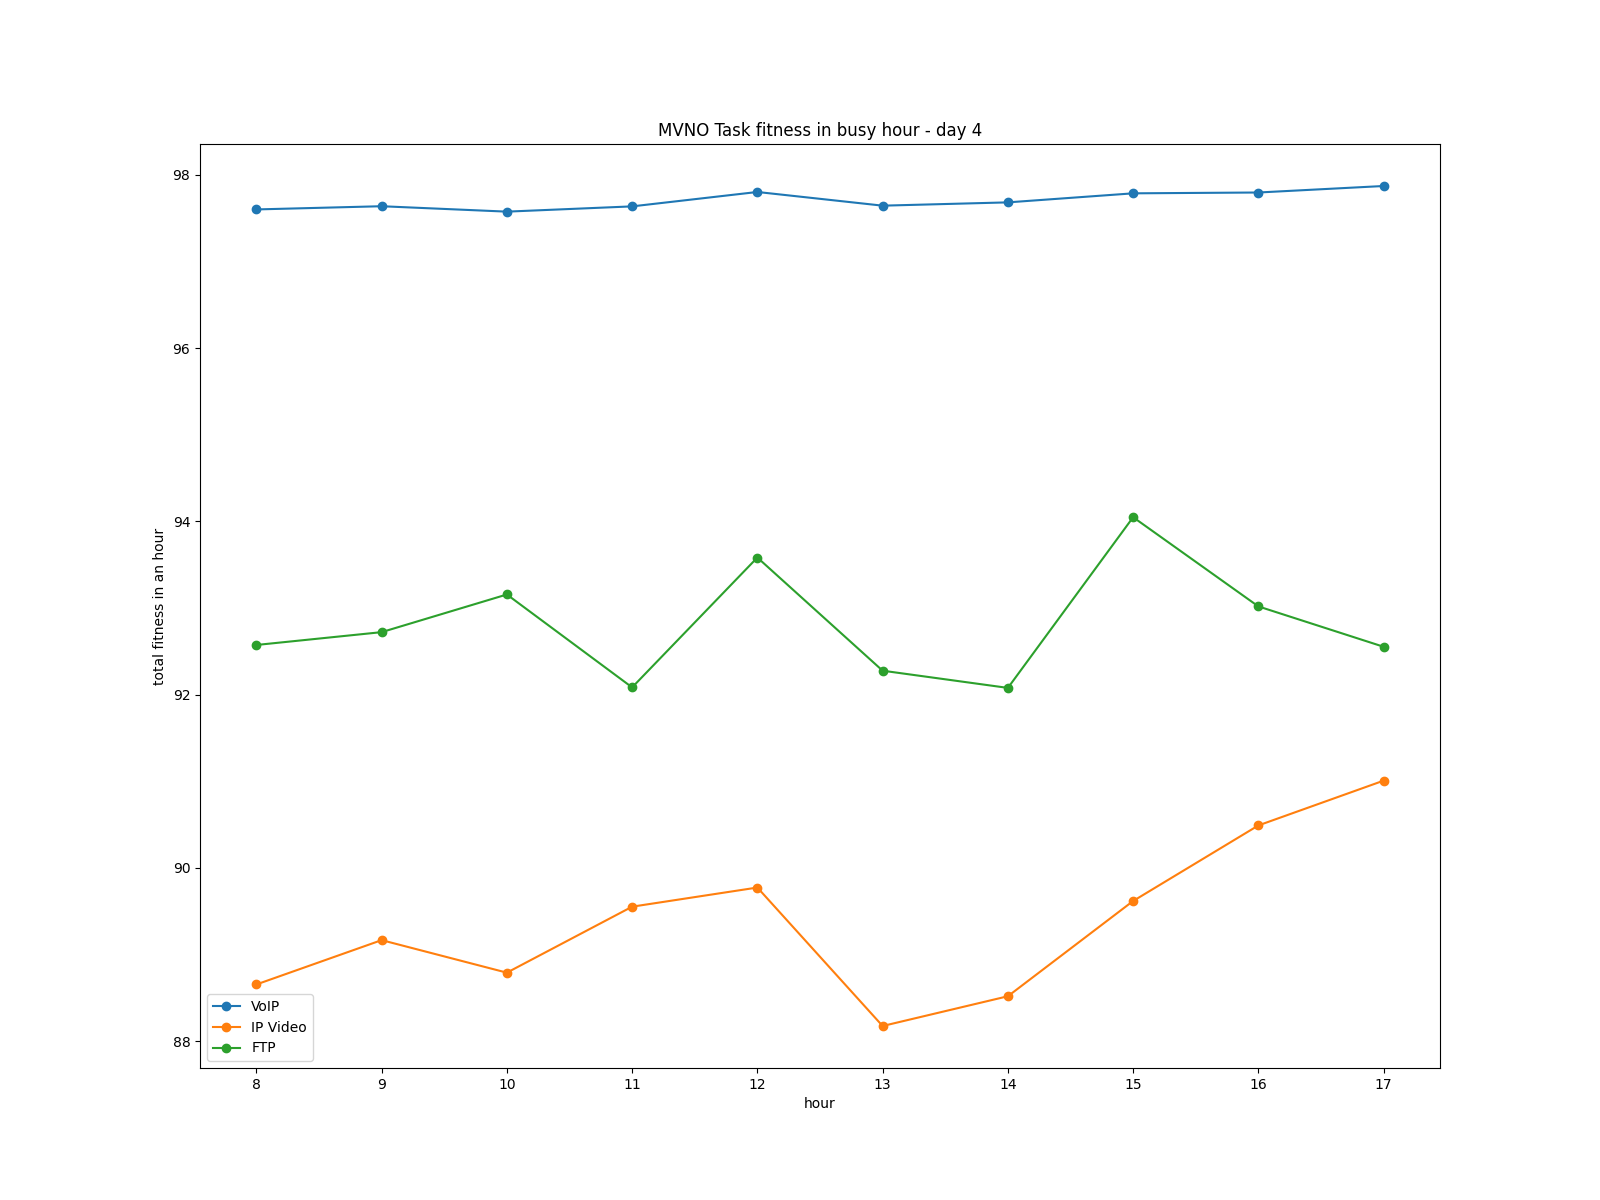 MVNO Task fitness in busy hour - day 4
total fitness in an hour
98
96
94
92
90
88
VoIP
IP Video
FTP
8 9 10 11 12 13 14 15 16 17
hour